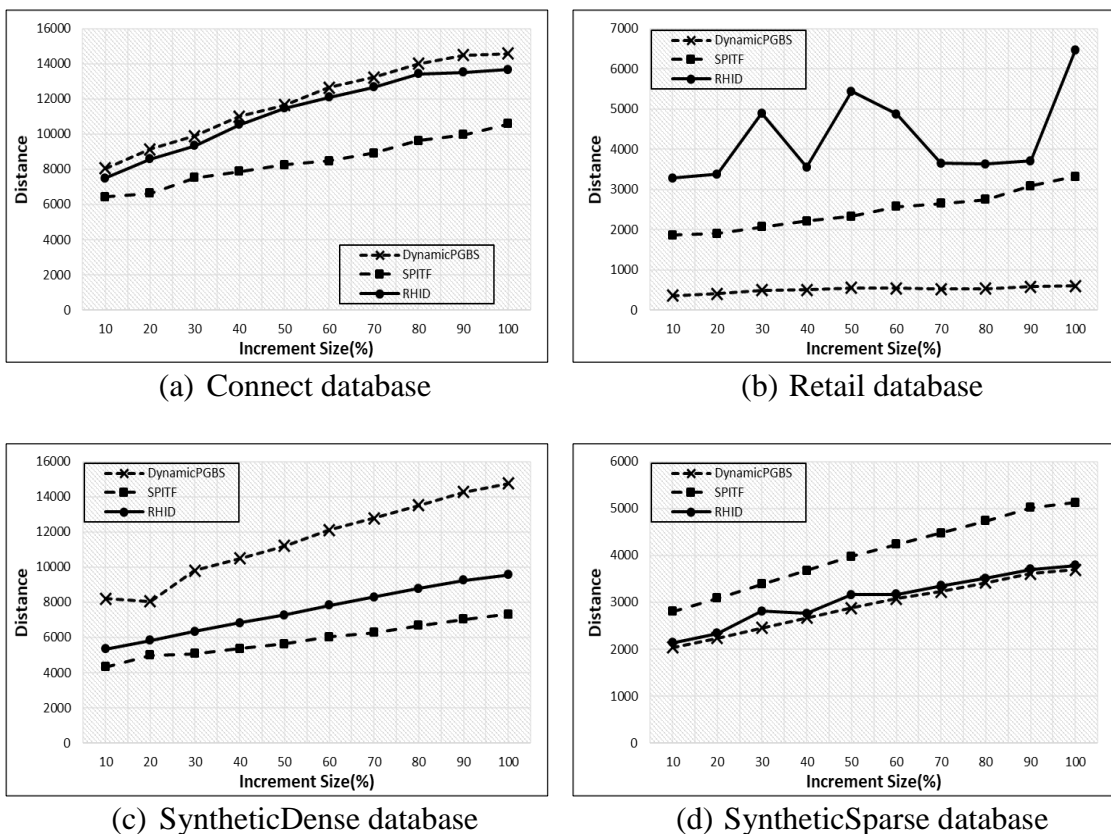 16000
14000
12000
10000
8000
6000
4000
2000
0
Distance
DynamicPGBS
SPITF
RHID
10 20 30 40 50 60 70 80 90 100
Increment Size(%)
(a) Connect database
7000
6000
5000
4000
3000
2000
1000
0
Distance
DynamicPGBS
SPITF
RHID
10 20 30 40 50 60 70 80 90 100
Increment Size(%)
(b) Retail database
16000
14000
12000
10000
8000
6000
4000
2000
0
Distance
DynamicPGBS
SPITF
RHID
10 20 30 40 50 60 70 80 90 100
Increment Size(%)
(c) SyntheticDense database
6000
5000
4000
3000
2000
1000
0
Distance
DynamicPGBS
SPITF
RHID
10 20 30 40 50 60 70 80 90 100
Increment Size(%)
(d) SyntheticSparse database